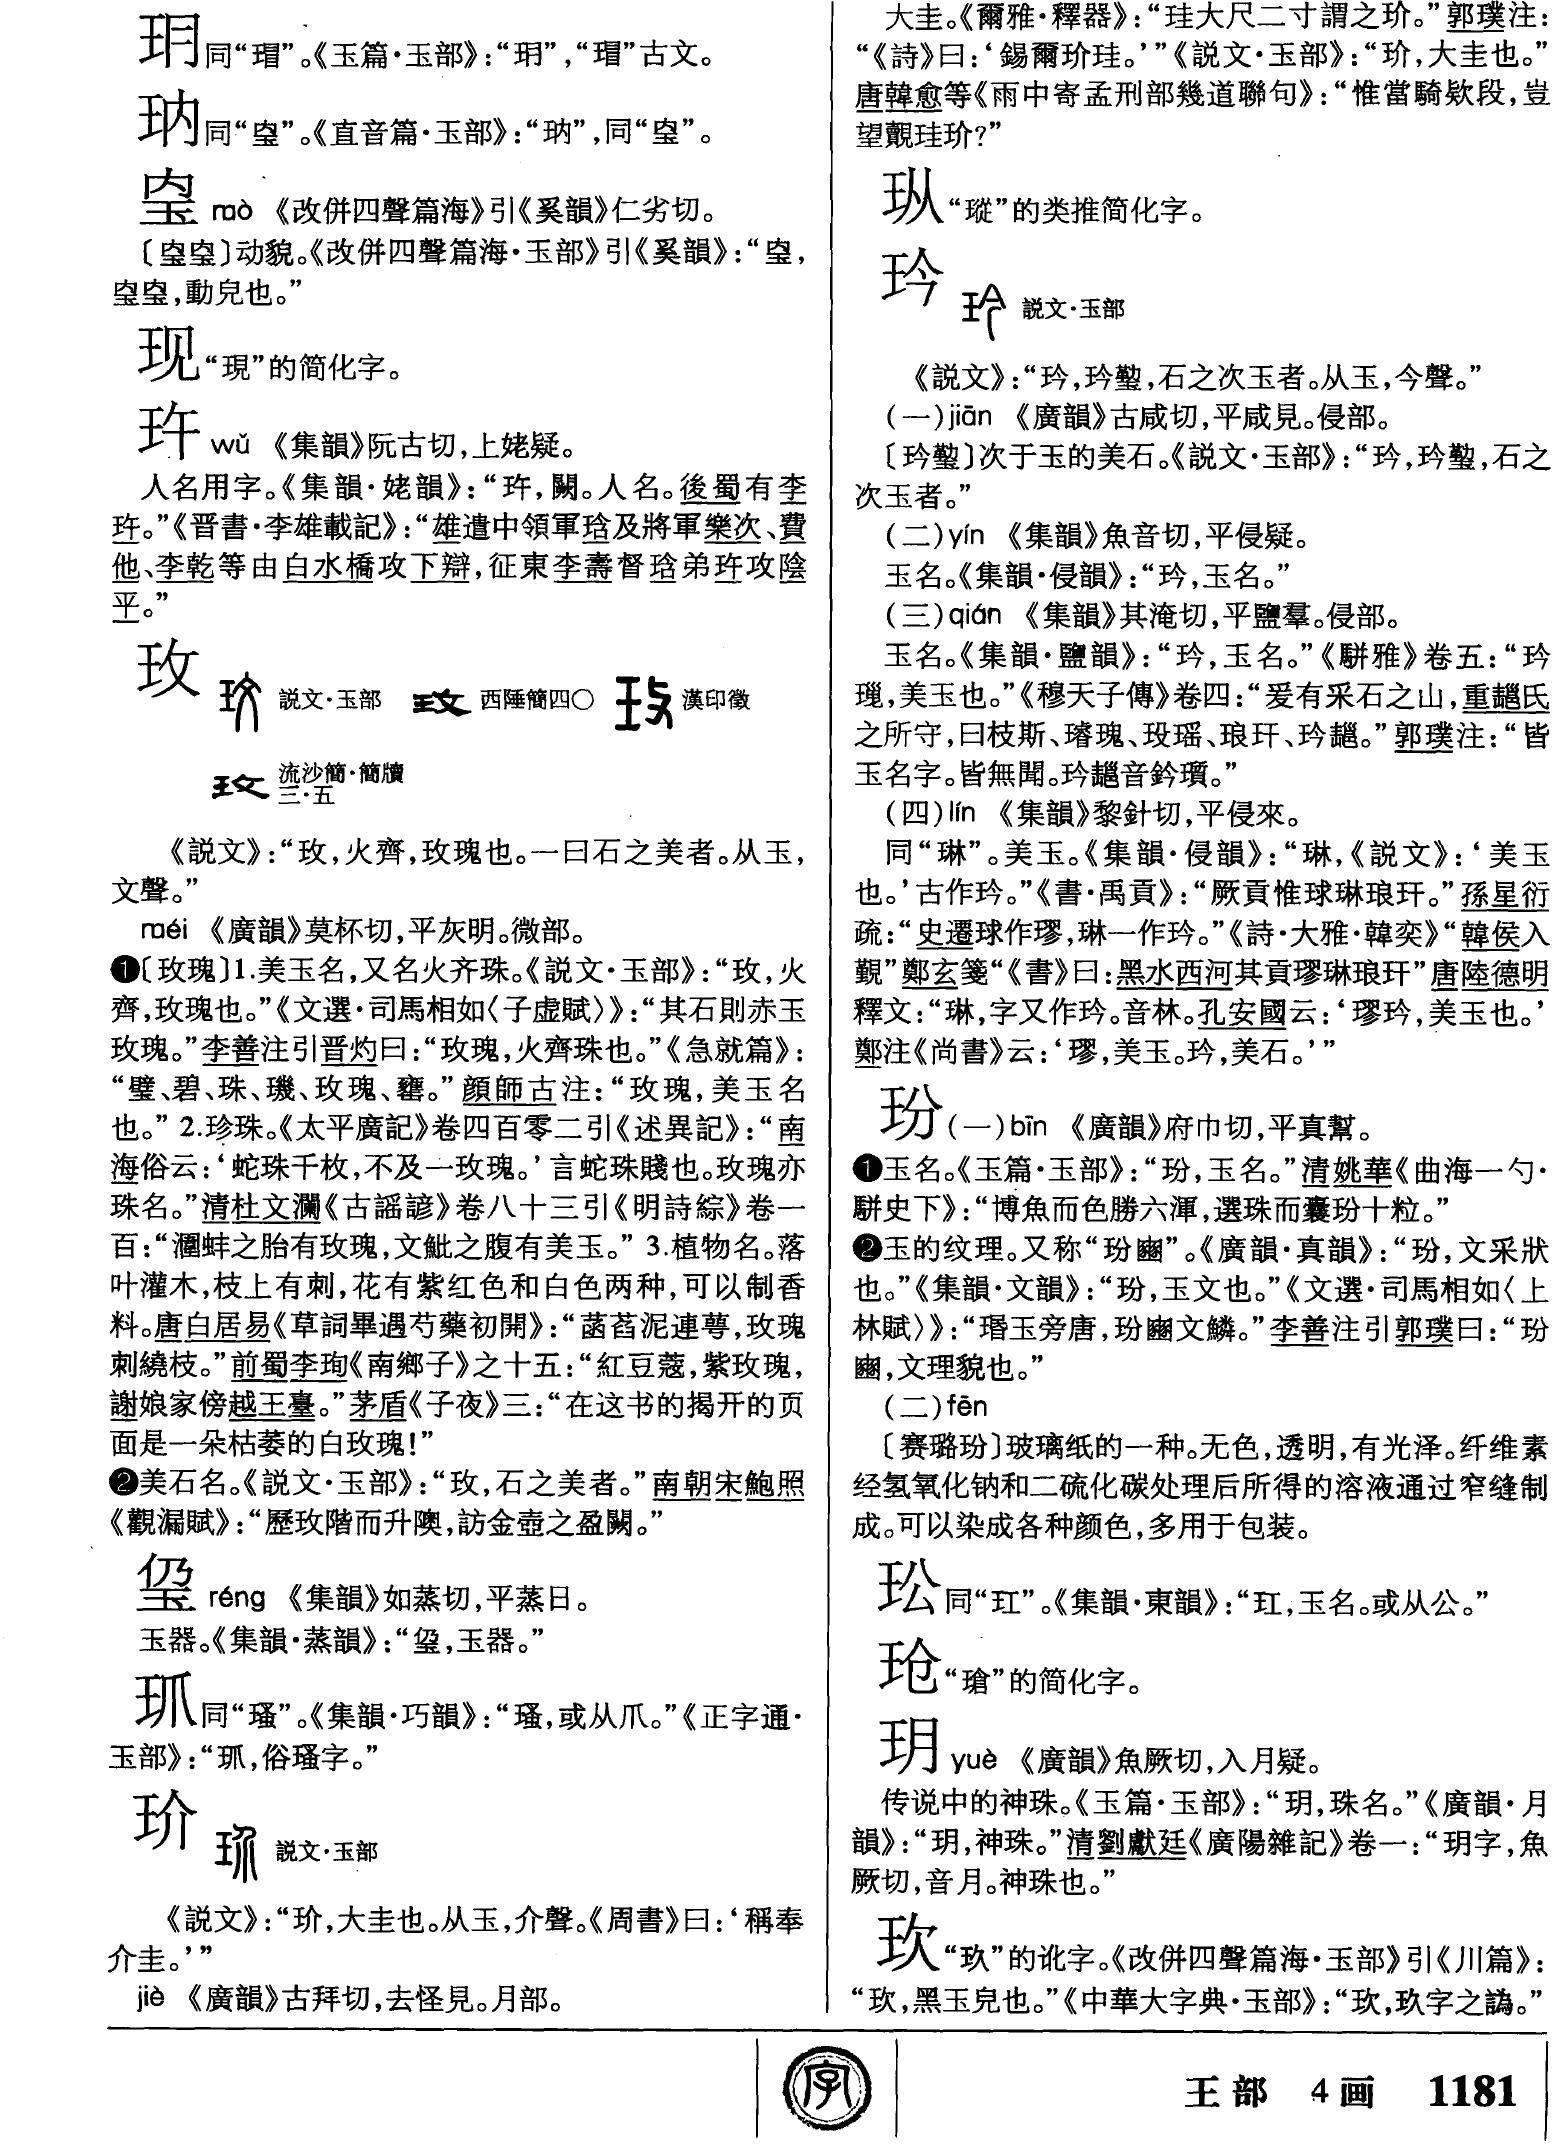 玥同“瑁”。《玉篇·玉部》：“玥”，“瑁”古文。
同“”。《直音篇·玉部》：“”，同“”。
mò 《改併四聲篇海》引《奚韻》仁劣切。
〔〕动貌。《改併四聲篇海·玉部》引《奚韻》：“，
，動皃也。”
现“現”的简化字。
玝 wǔ 《集韻》阮古切，上姥疑。
人名用字。《集韻·姥韻》：“玝，闕。人名。後蜀有李
玝。”《晋書·李雄載記》：“雄遣中領軍琀及將軍樂次、費
他、李乾等由白水橋攻下辯，征東李壽督琀弟玝攻陰
平。”
玫 説文·玉部 西陲簡四〇 漢印徵
流沙簡·簡牘
三·五
《説文》：“玫，火齊，玫瑰也。一曰石之美者。从玉，
文聲。”
méi 《廣韻》莫杯切，平灰明。微部。
❶〔玫瑰〕1.美玉名，又名火齐珠。《説文·玉部》：“玫，火
齊，玫瑰也。”《文選·司馬相如〈子虚賦〉》：“其石則赤玉
玫瑰。”李善注引晋灼曰：“玫瑰，火齊珠也。”《急就篇》：
“璧、碧、珠、璣、玫瑰、罋。”顔師古注：“玫瑰，美玉名
也。”2.珍珠。《太平廣記》卷四百零二引《述異記》：“南
海俗云：‘蛇珠千枚，不及一玫瑰。’言蛇珠賤也。玫瑰亦
珠名。”清杜文瀾《古謡諺》卷八十三引《明詩綜》卷一
百：“蚌之胎有玫瑰，文魮之腹有美玉。”3.植物名。落
叶灌木，枝上有刺，花有紫红色和白色两种，可以制香
料。唐白居易《草詞畢遇芍藥初開》：“菡萏泥連萼，玫瑰
刺繞枝。”前蜀李珣《南鄉子》之十五：“紅豆蔻，紫玫瑰，
謝娘家傍越王臺。”茅盾《子夜》三：“在这书的揭开的页
面是一朵枯萎的白玫瑰！”
❷美石名。《説文·玉部》：“玫，石之美者。”南朝宋鮑照
《觀漏賦》：“歷玫階而升隩，訪金壺之盈闕。”
réng 《集韻》如蒸切，平蒸日。
玉器。《集韻·蒸韻》：“，玉器。”
同“瑵”。《集韻·巧韻》：“瑵，或从爪。”《正字通·
玉部》：“，俗瑵字。”
玠 説文·玉部
《説文》：“玠，大圭也。从玉，介聲。《周書》曰：‘稱奉
介圭。’”
jiè 《廣韻》古拜切，去怪見。月部。
大圭。《爾雅·釋器》：“珪大尺二寸謂之玠。”郭璞注：
“《詩》曰：‘錫爾玠珪。’”《説文·玉部》：“玠，大圭也。”
唐韓愈等《雨中寄孟刑部幾道聯句》：“惟當騎欵段，豈
望覿珪玠？”
玐“瑽”的类推简化字。
玪 説文·玉部
《説文》：“玪，玪䃡，石之次玉者。从玉，今聲。”
（一）jiān 《廣韻》古咸切，平咸見。侵部。
〔玪〕次于玉的美石。《説文·玉部》：“玪，玪，石之
次玉者。”
（二）yín 《集韻》魚音切，平侵疑。
玉名。《集韻·侵韻》：“玪，玉名。”
（三）qián 《集韻》其淹切，平鹽羣。侵部。
玉名。《集韻·鹽韻》：“玪，玉名。”《駢雅》卷五：“玪
，美玉也。”《穆天子傳》卷四：“爰有采石之山，重氏
之所守，曰枝斯、璿瑰、瑶、琅玕、玪。”郭璞注：“皆
玉名字。皆無聞。玪音鈐瓚。”
（四）lín 《集韻》黎針切，平侵來。
同“琳”。美玉。《集韻·侵韻》：“琳，《説文》：‘美玉
也。’古作玪。”《書·禹貢》：“厥貢惟球琳琅玕。”孫星衍
疏：“史遷球作璆，琳一作玪。”《詩·大雅·韓奕》“韓侯入
覲”鄭玄箋“《書》曰：黑水西河其貢璆琳琅玕”唐陸德明
釋文：“琳，字又作玪。音林。孔安國云：‘璆玪，美玉也。’
鄭注《尚書》云：‘璆，美玉。玪，美石。’”
玢（一）bīn 《廣韻》府巾切，平真幫。
❶玉名。《玉篇·玉部》：“玢，玉名。”清姚華《曲海一勺·
駢史下》：“博魚而色勝六渾，選珠而囊玢十粒。”
❷玉的纹理。又称“玢豳”。《廣韻·真韻》：“玢，文采狀
也。”《集韻·文韻》：“玢，玉文也。”《文選·司馬相如〈上
林賦〉》：“瑉玉旁唐，玢豳文鱗。”李善注引郭璞曰：“玢
豳，文理貌也。”
（二）fēn
〔赛璐玢〕玻璃纸的一种。无色，透明，有光泽。纤维素
经氢氧化钠和二硫化碳处理后所得的溶液通过窄缝制
成。可以染成各种颜色，多用于包装。
玜同“玒”。《集韻·東韻》：“玒，玉名。或从公。”
玱“瑲”的简化字。
玥 yuè 《廣韻》魚厥切，入月疑。
传说中的神珠。《玉篇·玉部》：“玥，珠名。”《廣韻·月
韻》：“玥，神珠。”清劉獻廷《廣陽雜記》卷一：“玥字，魚
厥切，音月。神珠也。”
“玖”的讹字。《改併四聲篇海·玉部》引《川篇》：
“，黑玉皃也。”《中華大字典·玉部》：“，玖字之譌。”
字
王部 4画 1181